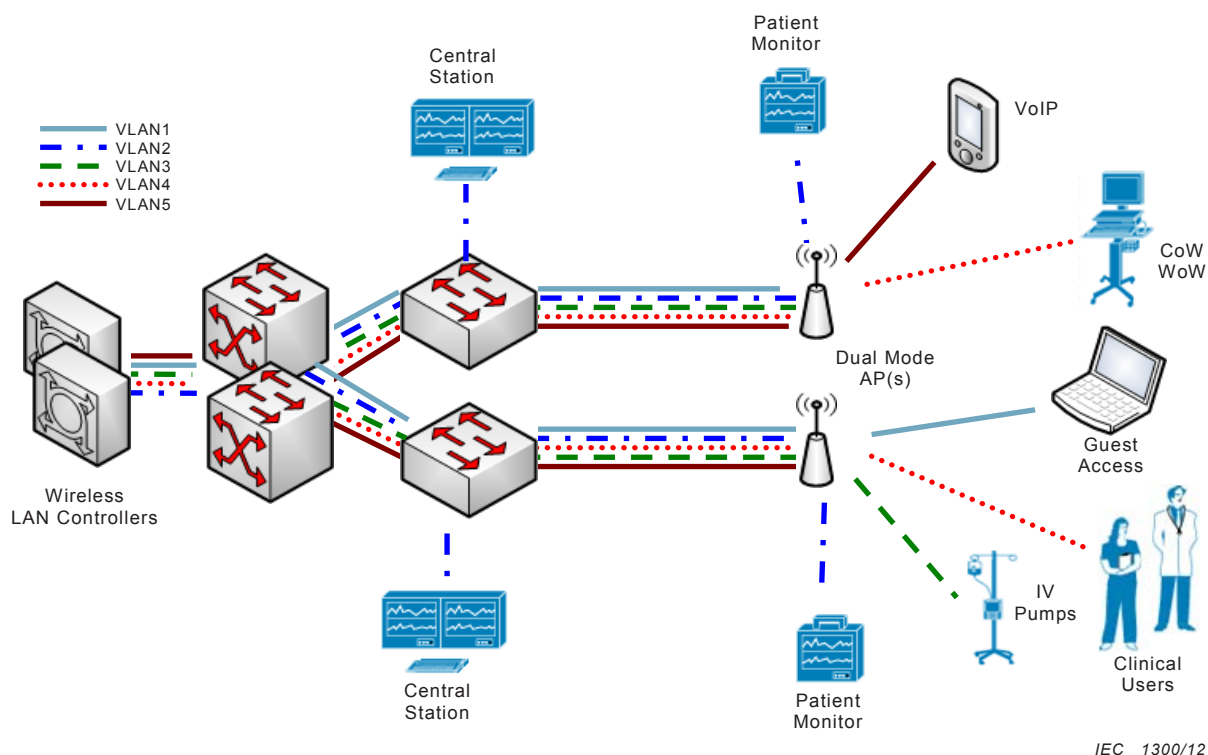 Patient
Monitor
Central
Station
VoIP
VLAN1
VLAN2
VLAN3
VLAN4
VLAN5
CoW
WoW
Dual Mode
AP(s)
Guest
Access
Wireless
LAN Controllers
IV
Pumps
Clinical
Users
Central
Station
Patient
Monitor
IEC 1300/12